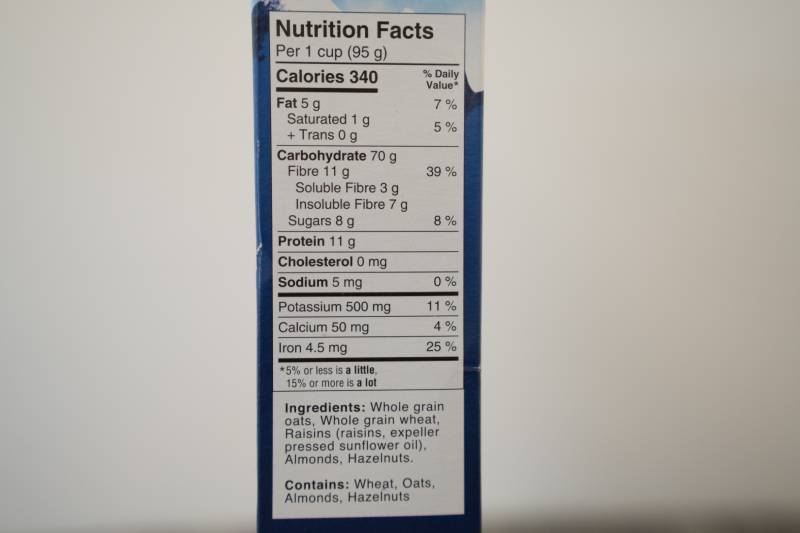 Nutrition Facts
Per 1 cup (95 g)
Calories 340
% Daily
Value*
Fat 5 g 7 %
Saturated 1 g
+ Trans 0 g 5 %
Carbohydrate 70 g
Fibre 11 g 39 %
Soluble Fibre 3 g
Insoluble Fibre 7 g
Sugars 8 g 8 %
Protein 11 g
Cholesterol 0 mg
Sodium 5 mg 0 %
Potassium 500 mg 11 %
Calcium 50 mg 4 %
Iron 4.5 mg 25 %
*5% or less is a little,
15% or more is a lot
Ingredients: Whole grain
oats, Whole grain wheat,
Raisins (raisins, expeller
pressed sunflower oil),
Almonds, Hazelnuts.
Contains: Wheat, Oats,
Almonds, Hazelnuts